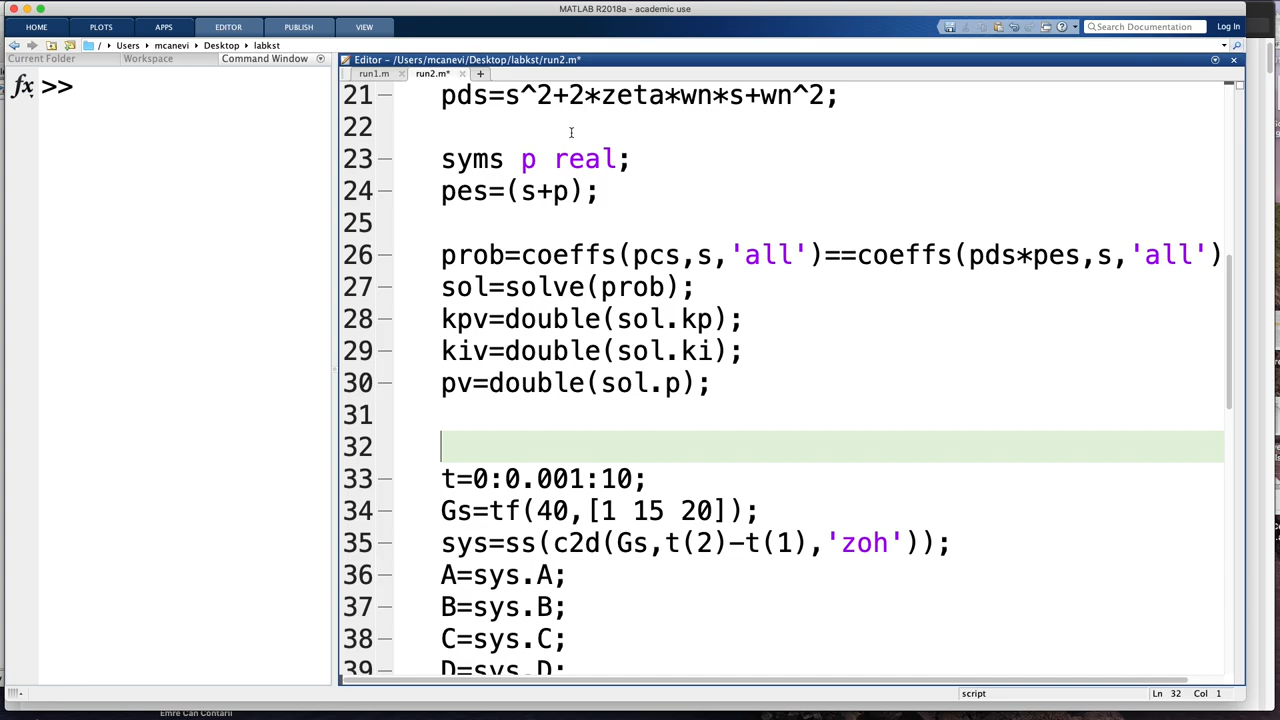 MATLAB R2018a - academic use
HOME PLOTS APPS EDITOR PUBLISH VIEW Search Documentation Log In
/ Users mcanevi Desktop labkst
Current Folder Workspace Command Window
Editor - /Users/mcanevi/Desktop/labkst/run2.m*
run1.m run2.m* +
fx >>
21 pds=s^2+2*zeta*wn*s+wn^2;
22
23 syms p real;
24 pes=(s+p);
25
26 prob=coeffs(pcs,s,'all')==coeffs(pds*pes,s,'all')
27 sol=solve(prob);
28 kpv=double(sol.kp);
29 kiv=double(sol.ki);
30 pv=double(sol.p);
31
32
33 t=0:0.001:10;
34 Gs=tf(40,[1 15 20]);
35 sys=ss(c2d(Gs,t(2)-t(1),'zoh'));
36 A=sys.A;
37 B=sys.B;
38 C=sys.C;
39 D=sys.D;
script Ln 32 Col 1
Emre Can Contarli